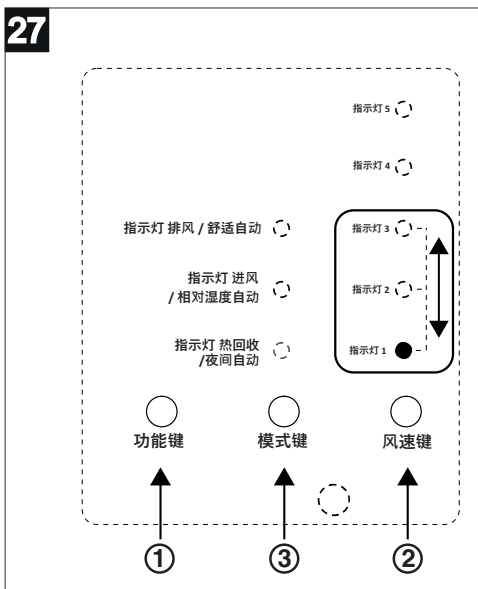 27
指示灯 5
指示灯 4
指示灯 排风 / 舒适自动
指示灯 3
指示灯 进风
/ 相对湿度自动
指示灯 2
指示灯 热回收
/夜间自动
指示灯 1
功能键
模式键
风速键
①
③
②